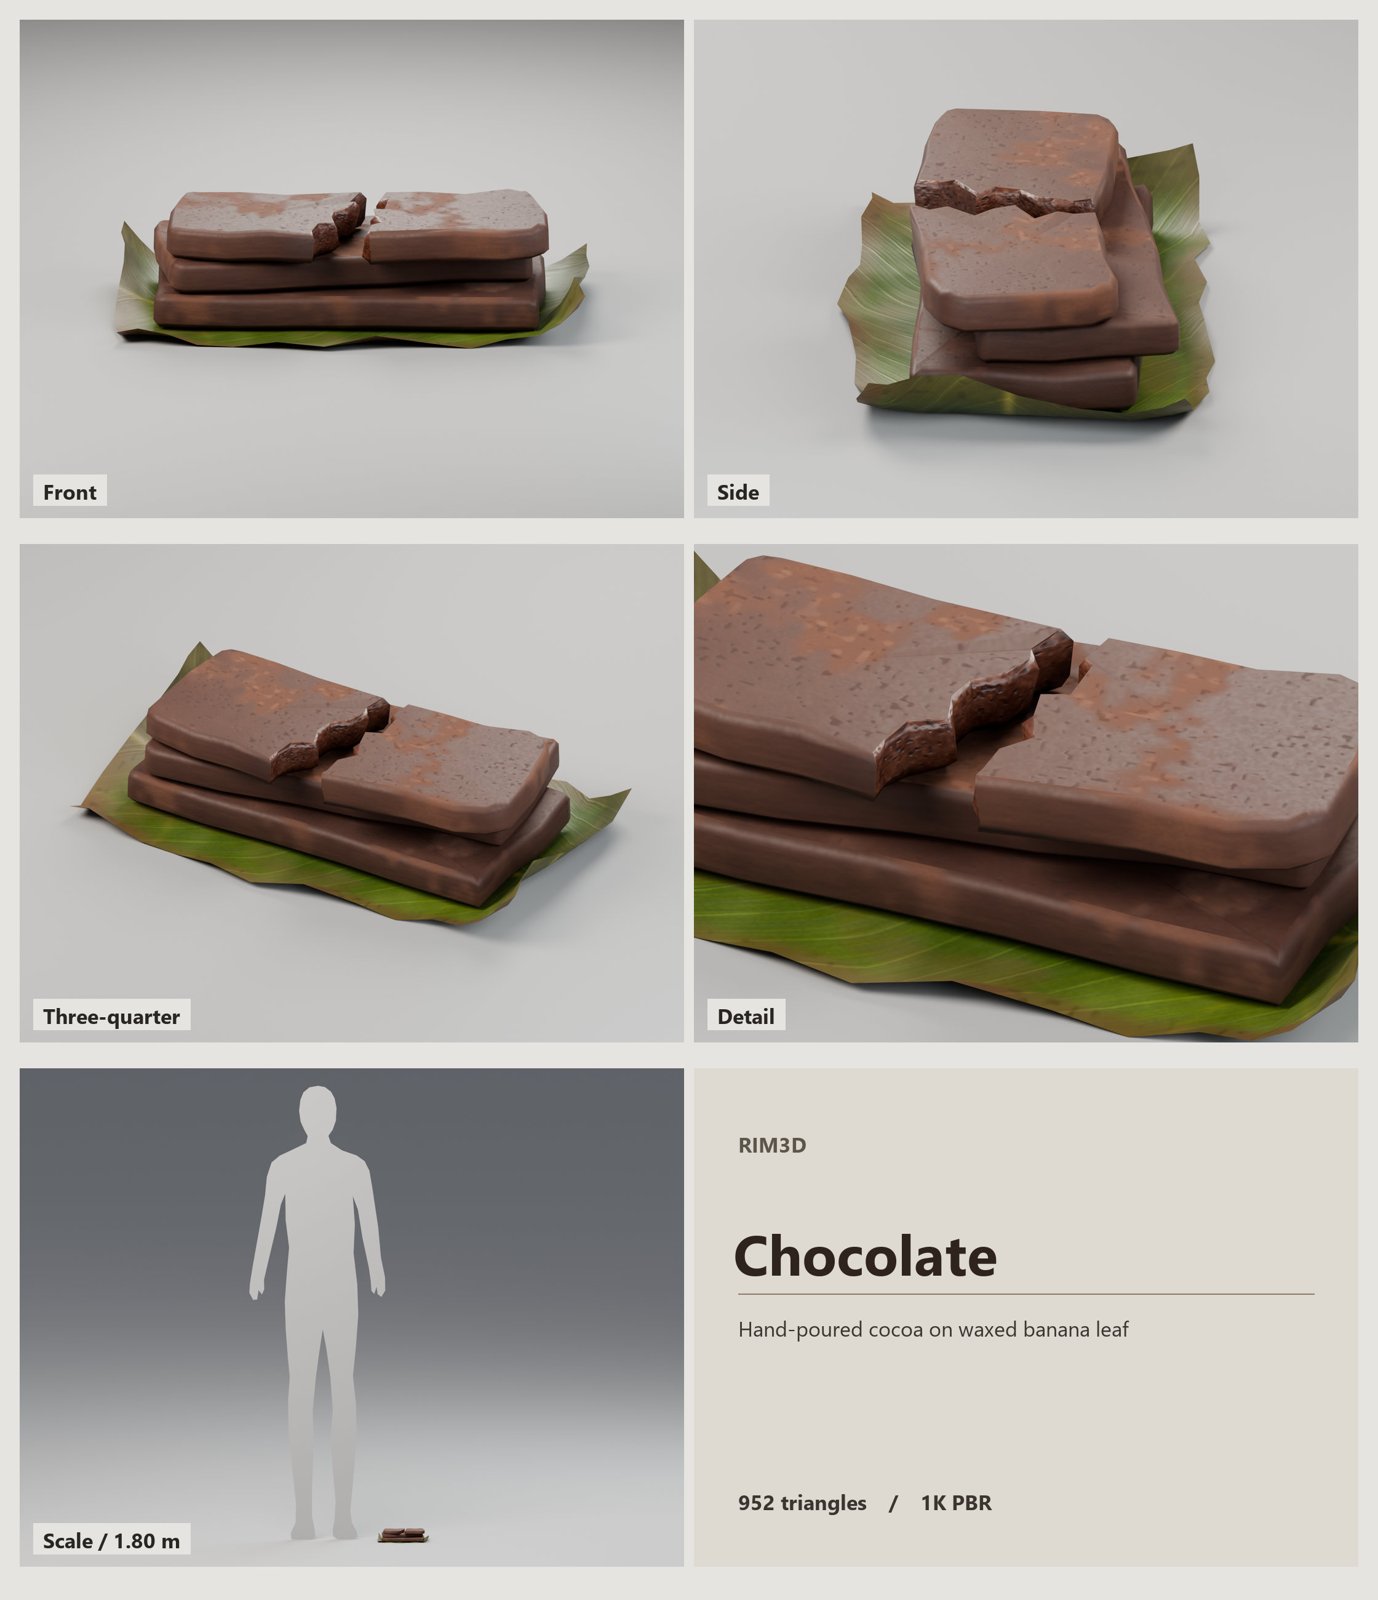 Front
Side
Three-quarter
Detail
Scale / 1.80 m
RIM3D
Chocolate
Hand-poured cocoa on waxed banana leaf
952 triangles / 1K PBR